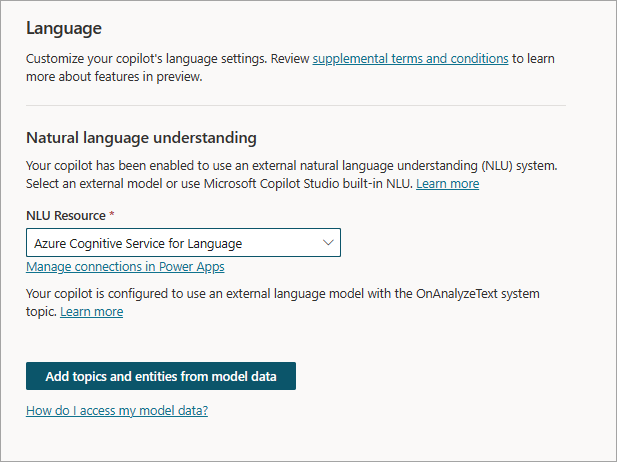 Language
Customize your copilot's language settings. Review supplemental terms and conditions to learn
more about features in preview.
Natural language understanding
Your copilot has been enabled to use an external natural language understanding (NLU) system.
Select an external model or use Microsoft Copilot Studio built-in NLU. Learn more
NLU Resource *
Azure Cognitive Service for Language
Manage connections in Power Apps
Your copilot is configured to use an external language model with the OnAnalyzeText system
topic. Learn more
Add topics and entities from model data
How do I access my model data?